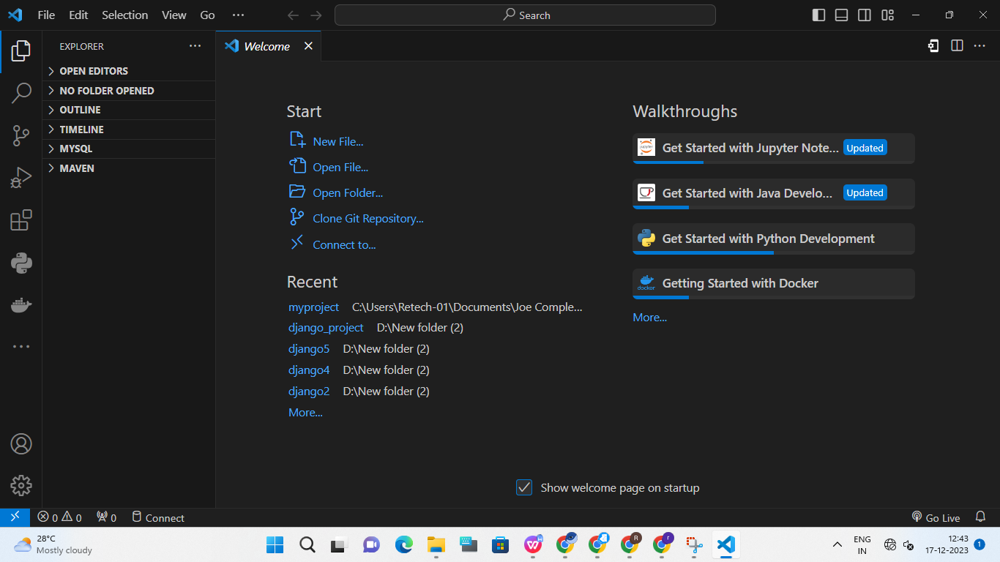 File Edit Selection View Go ··· Search
EXPLORER ···
Welcome
OPEN EDITORS
NO FOLDER OPENED
OUTLINE
TIMELINE
MYSQL
MAVEN
Start
New File...
Open File...
Open Folder...
Clone Git Repository...
Connect to...
Recent
myproject C:\Users\Retech-01\Documents\Joe Comple...
django_project D:\New folder (2)
django5 D:\New folder (2)
django4 D:\New folder (2)
django2 D:\New folder (2)
More...
Walkthroughs
Get Started with Jupyter Note... Updated
Get Started with Java Develo... Updated
Get Started with Python Development
docker Getting Started with Docker
More...
Show welcome page on startup
0 0 0 Connect Go Live
28°C
Mostly cloudy
R
r
ENG
IN
12:43
17-12-2023
1